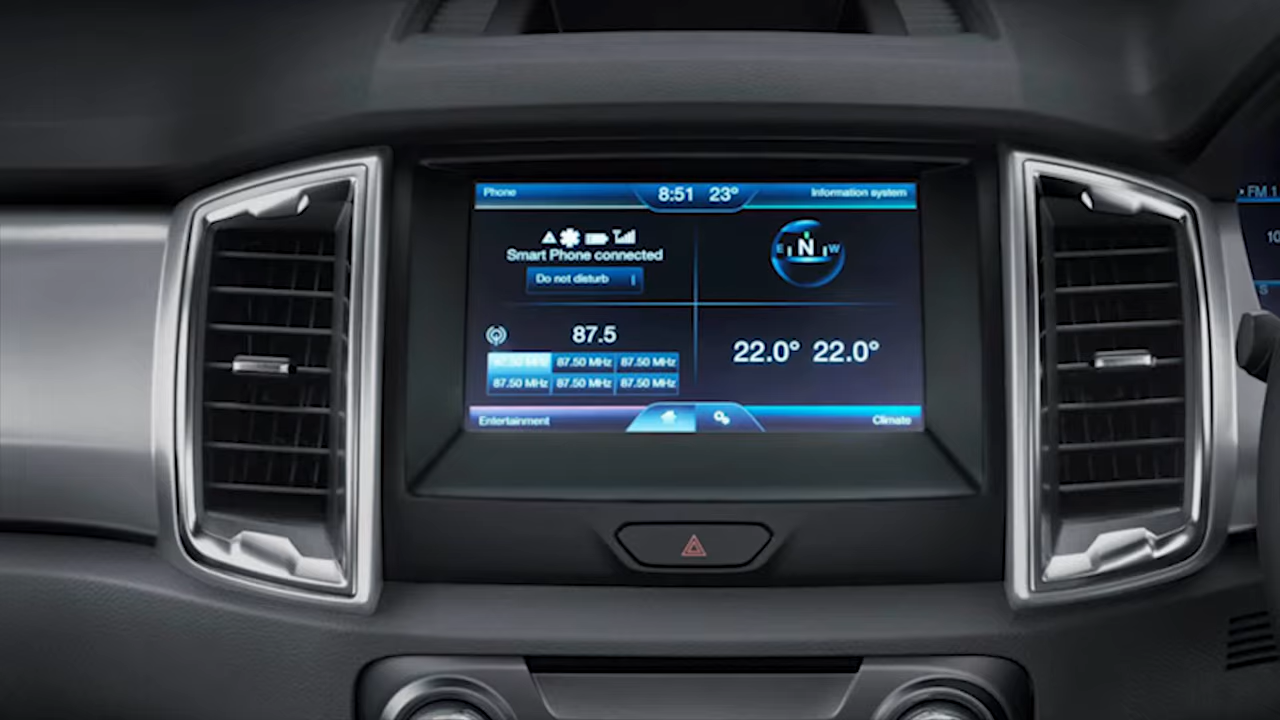 Phone 8:51 23° Information system
Smart Phone connected
Do not disturb
E N W
87.5
87.50 MHz 87.50 MHz
87.50 MHz 87.50 MHz 87.50 MHz
22.0° 22.0°
Entertainment Climate
FM 1
10
S